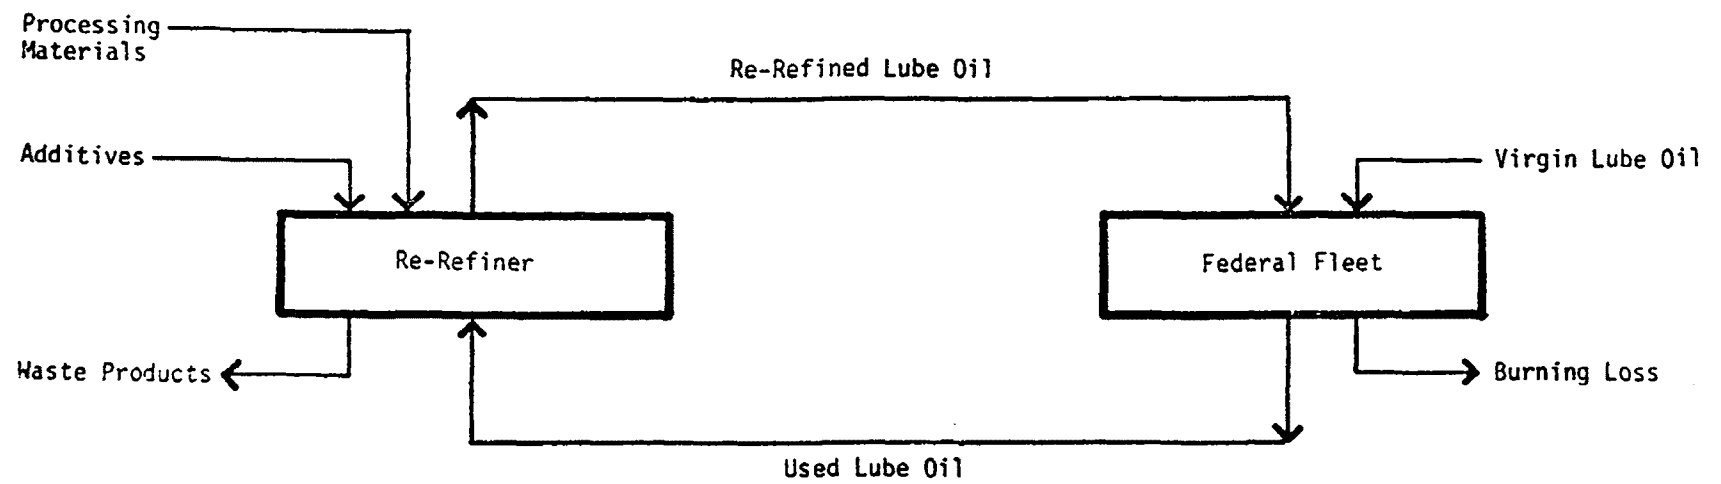 Processing
Materials
Re-Refined Lube Oil
Additives
Virgin Lube Oil
Re-Refiner
Federal Fleet
Waste Products
Burning Loss
Used Lube Oil